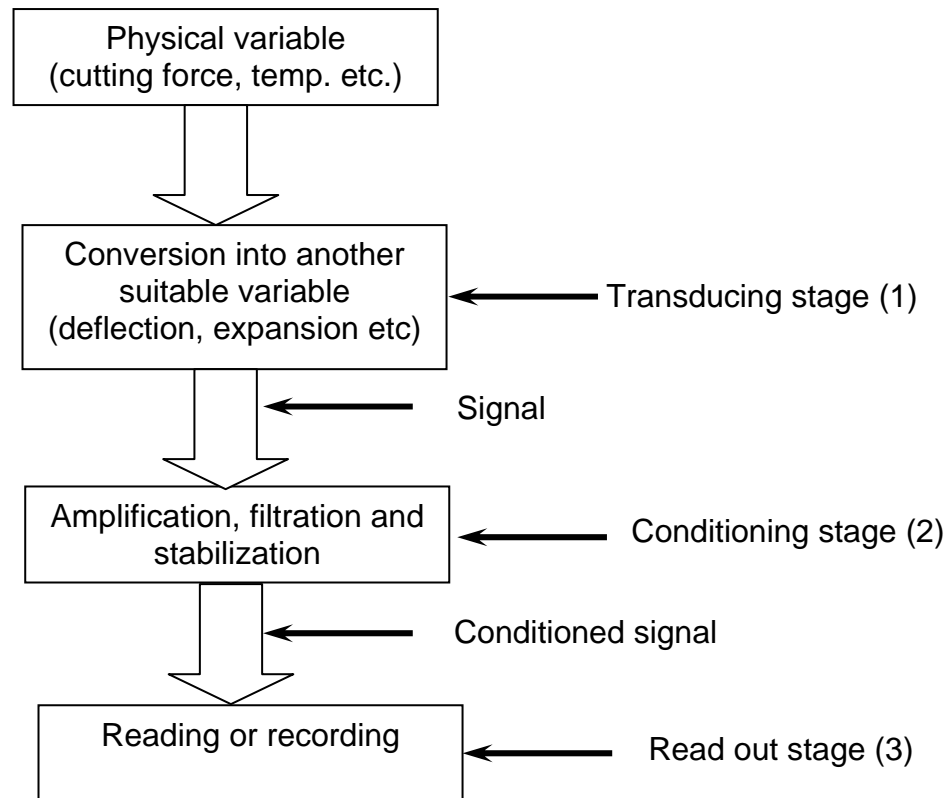 Physical variable
(cutting force, temp. etc.)
Conversion into another
suitable variable
(deflection, expansion etc)
Transducing stage (1)
Signal
Amplification, filtration and
stabilization
Conditioning stage (2)
Conditioned signal
Reading or recording
Read out stage (3)